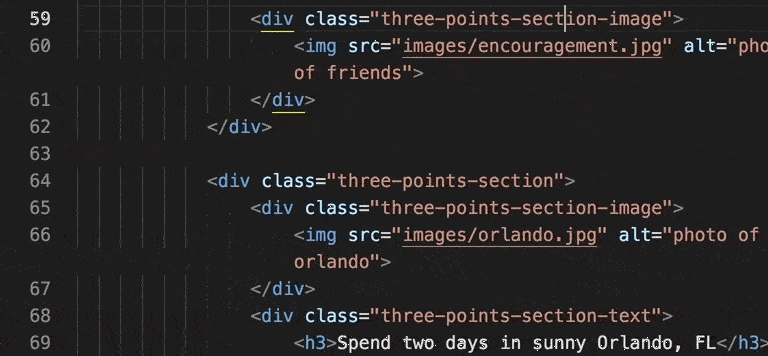 59 <div class="three-points-section-image">
60 <img src="images/encouragement.jpg" alt="pho
of friends">
61 </div>
62 </div>
63
64 <div class="three-points-section">
65 <div class="three-points-section-image">
66 <img src="images/orlando.jpg" alt="photo of
orlando">
67 </div>
68 <div class="three-points-section-text">
69 <h3>Spend two days in sunny Orlando, FL</h3>